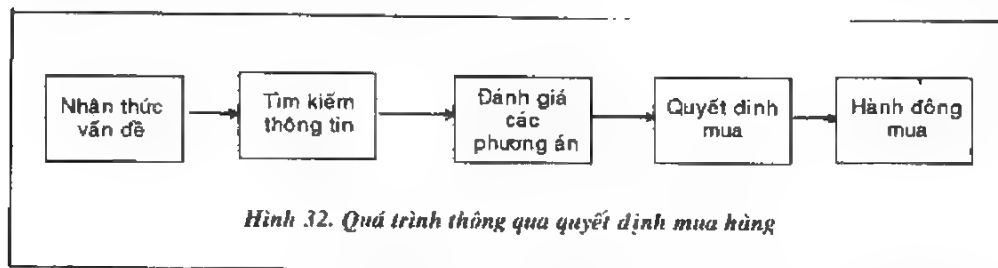 Nhận thức
vấn đề
Tìm kiếm
thông tin
Đánh giá
các
phương án
Quyết định
mua
Hành động
mua
Hình 32. Quá trình thông qua quyết định mua hàng